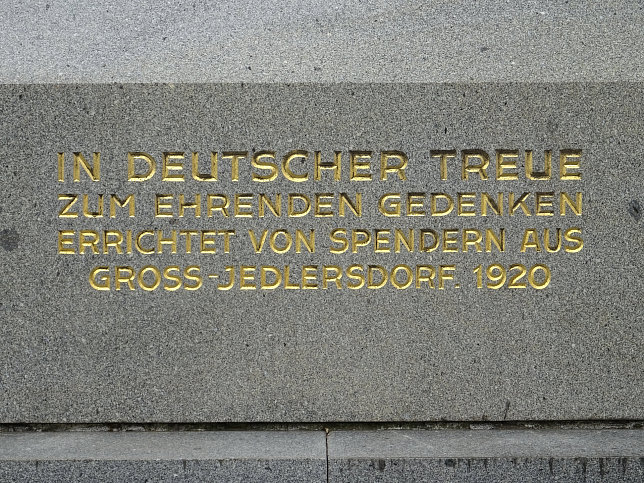 IN DEUTSCHER TREUE
ZUM EHRENDEN GEDENKEN
ERRICHTET VON SPENDERN AUS
GROSS-JEDLERSDORF. 1920